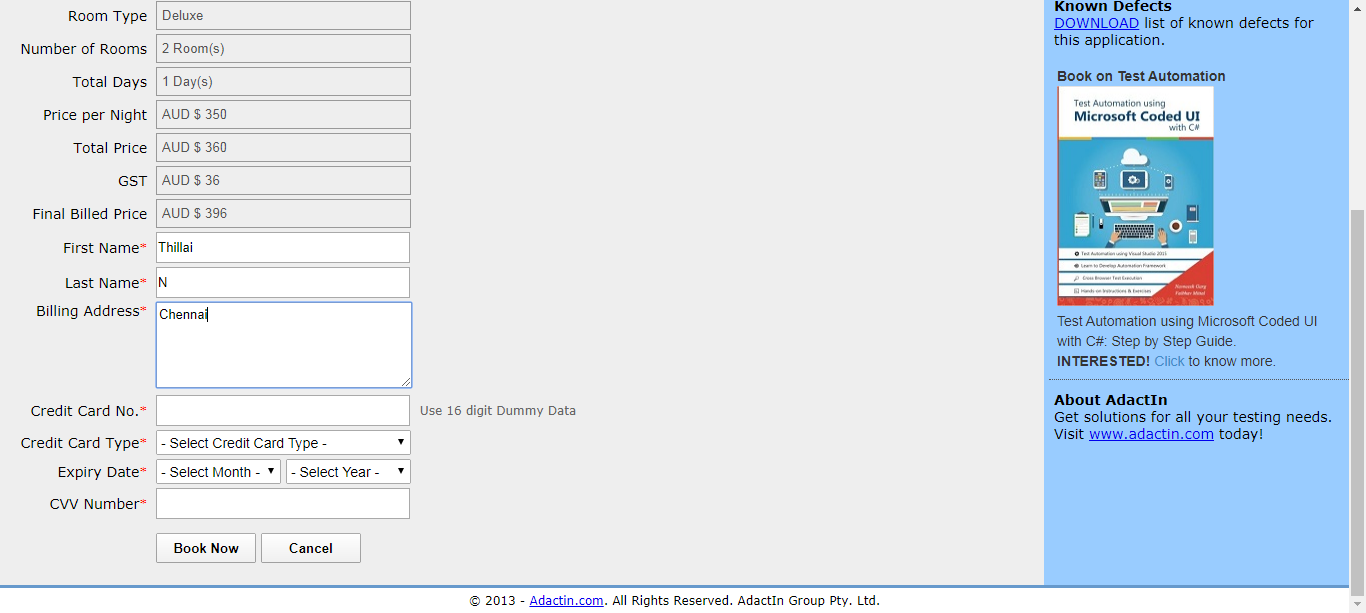 Room Type Deluxe
Number of Rooms 2 Room(s)
Total Days 1 Day(s)
Price per Night AUD $ 350
Total Price AUD $ 360
GST AUD $ 36
Final Billed Price AUD $ 396
First Name* Thillai
Last Name* N
Billing Address* Chennai
Credit Card No.* Use 16 digit Dummy Data
Credit Card Type* - Select Credit Card Type -
Expiry Date* - Select Month - - Select Year -
CVV Number*
Book Now Cancel
Known Defects
DOWNLOAD list of known defects for
this application.
Book on Test Automation
Test Automation using
Microsoft Coded UI
with C#
Test Automation using Visual Studio 2015
Learn to Develop Automation Framework
Cross Browser Test Execution
Hands on Instructions & Exercises
Navneesh Garg
Test Automation using Microsoft Coded UI
with C#: Step by Step Guide.
INTERESTED! Click to know more.
About AdactIn
Get solutions for all your testing needs.
Visit www.adactin.com today!
© 2013 - Adactin.com. All Rights Reserved. AdactIn Group Pty. Ltd.